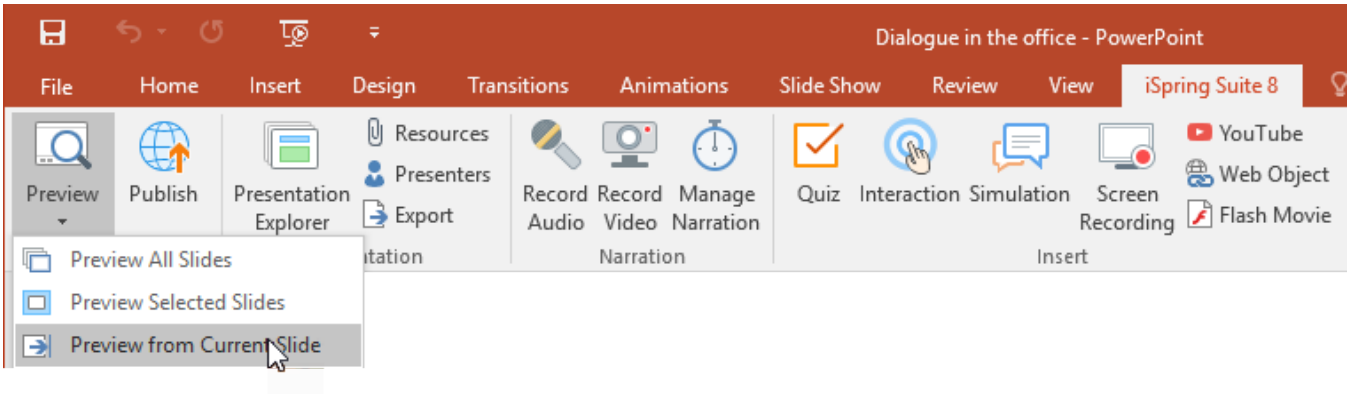 Dialogue in the office - PowerPoint
File Home Insert Design Transitions Animations Slide Show Review View iSpring Suite 8
Preview
Publish
Presentation
Explorer
Resources
Presenters
Export
Record
Audio
Record
Video
Manage
Narration
Quiz
Interaction
Simulation
Screen
Recording
YouTube
Web Object
Flash Movie
ntation
Narration
Insert
Preview All Slides
Preview Selected Slides
Preview from Current Slide